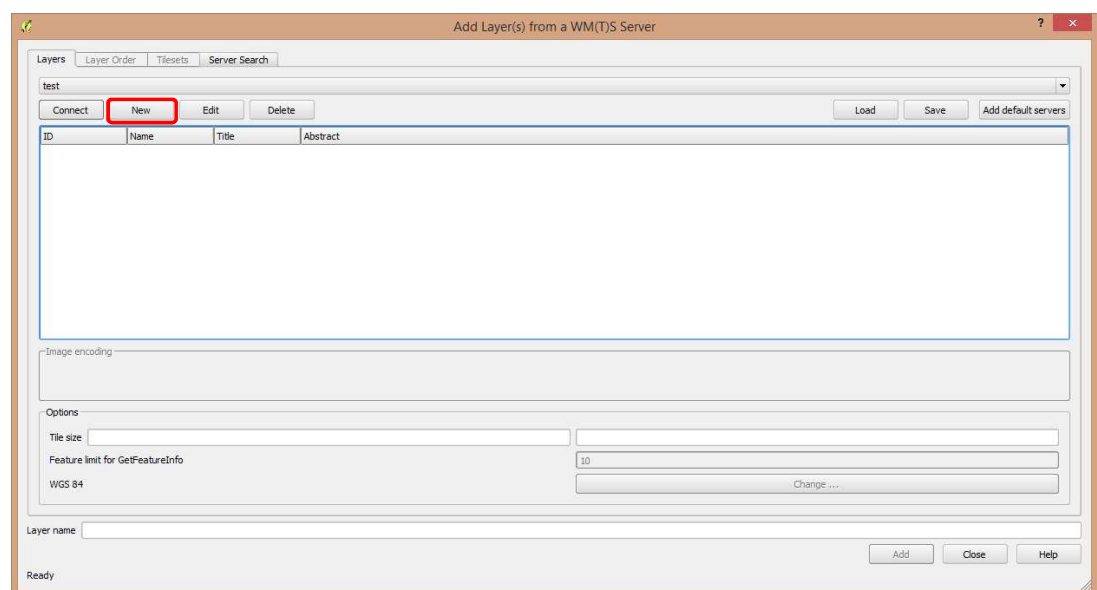 Add Layer(s) from a WM(T)S Server ? ×
Layers Layer Order Tilesets Server Search
test
Connect New Edit Delete Load Save Add default servers
ID Name Title Abstract
Image encoding
Options
Tile size
Feature limit for GetFeatureInfo 10
WGS 84 Change ...
Layer name
Add Close Help
Ready